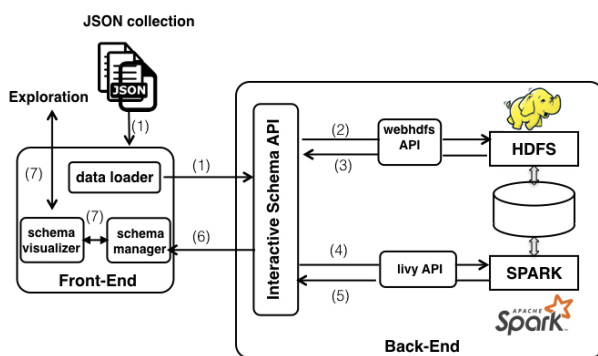 JSON collection
JSON
Exploration
(1)
(7)
data loader
(1)
schema
visualizer
(7)
schema
manager
(6)
Front-End
Interactive Schema API
(2)
(3)
webhdfs
API
HDFS
(4)
(5)
livy API
SPARK
APACHE
Spark
Back-End